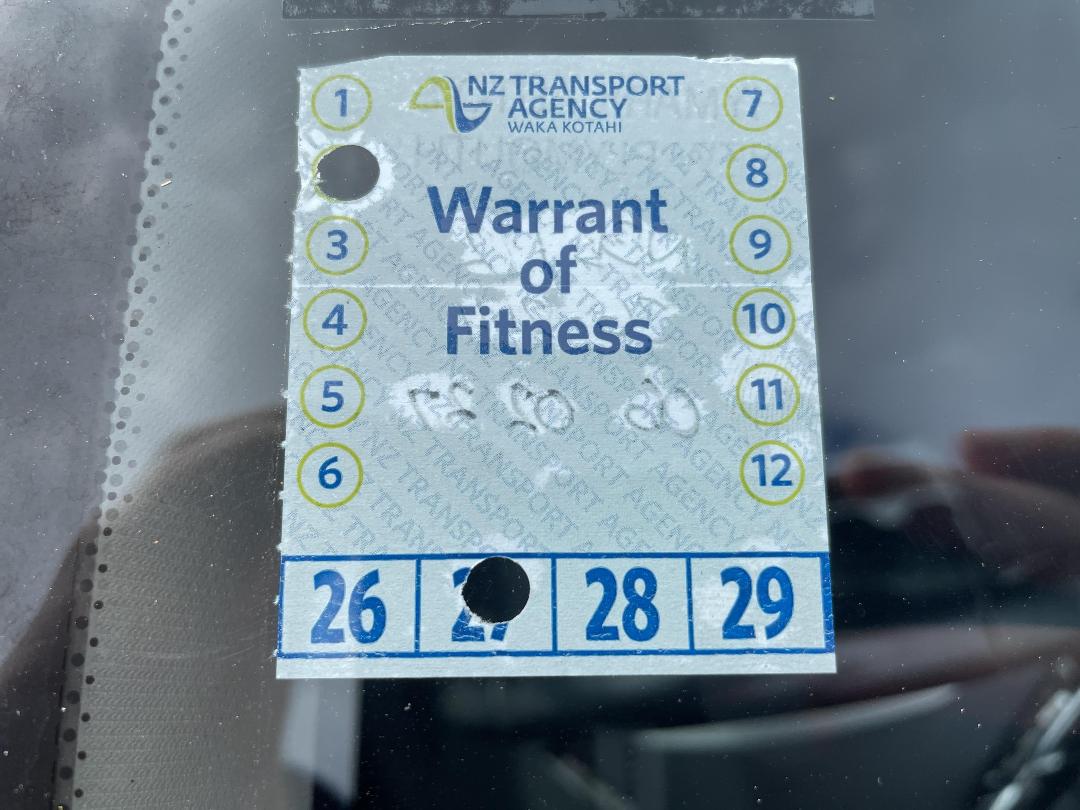 NZ TRANSPORT
AGENCY
WAKA KOTAHI
Warrant
of
Fitness
1
3
4
5
6
7
8
9
10
11
12
26 27 28 29